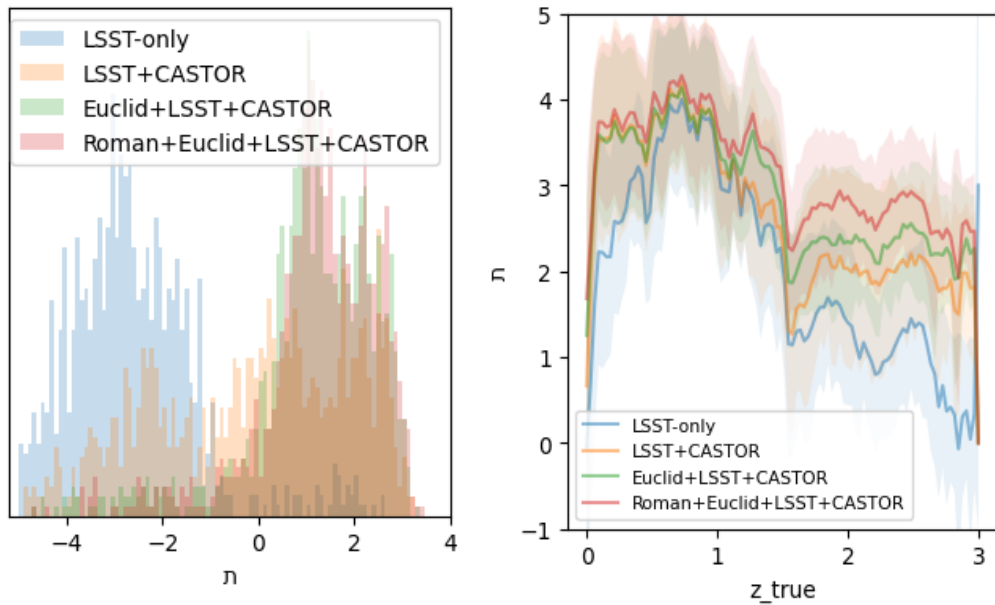 LSST-only
LSST+CASTOR
Euclid+LSST+CASTOR
Roman+Euclid+LSST+CASTOR
−4 −2 0 2 4
ת
5
4
3
2
1
0
−1
ת
LSST-only
LSST+CASTOR
Euclid+LSST+CASTOR
Roman+Euclid+LSST+CASTOR
0 1 2 3
z_true